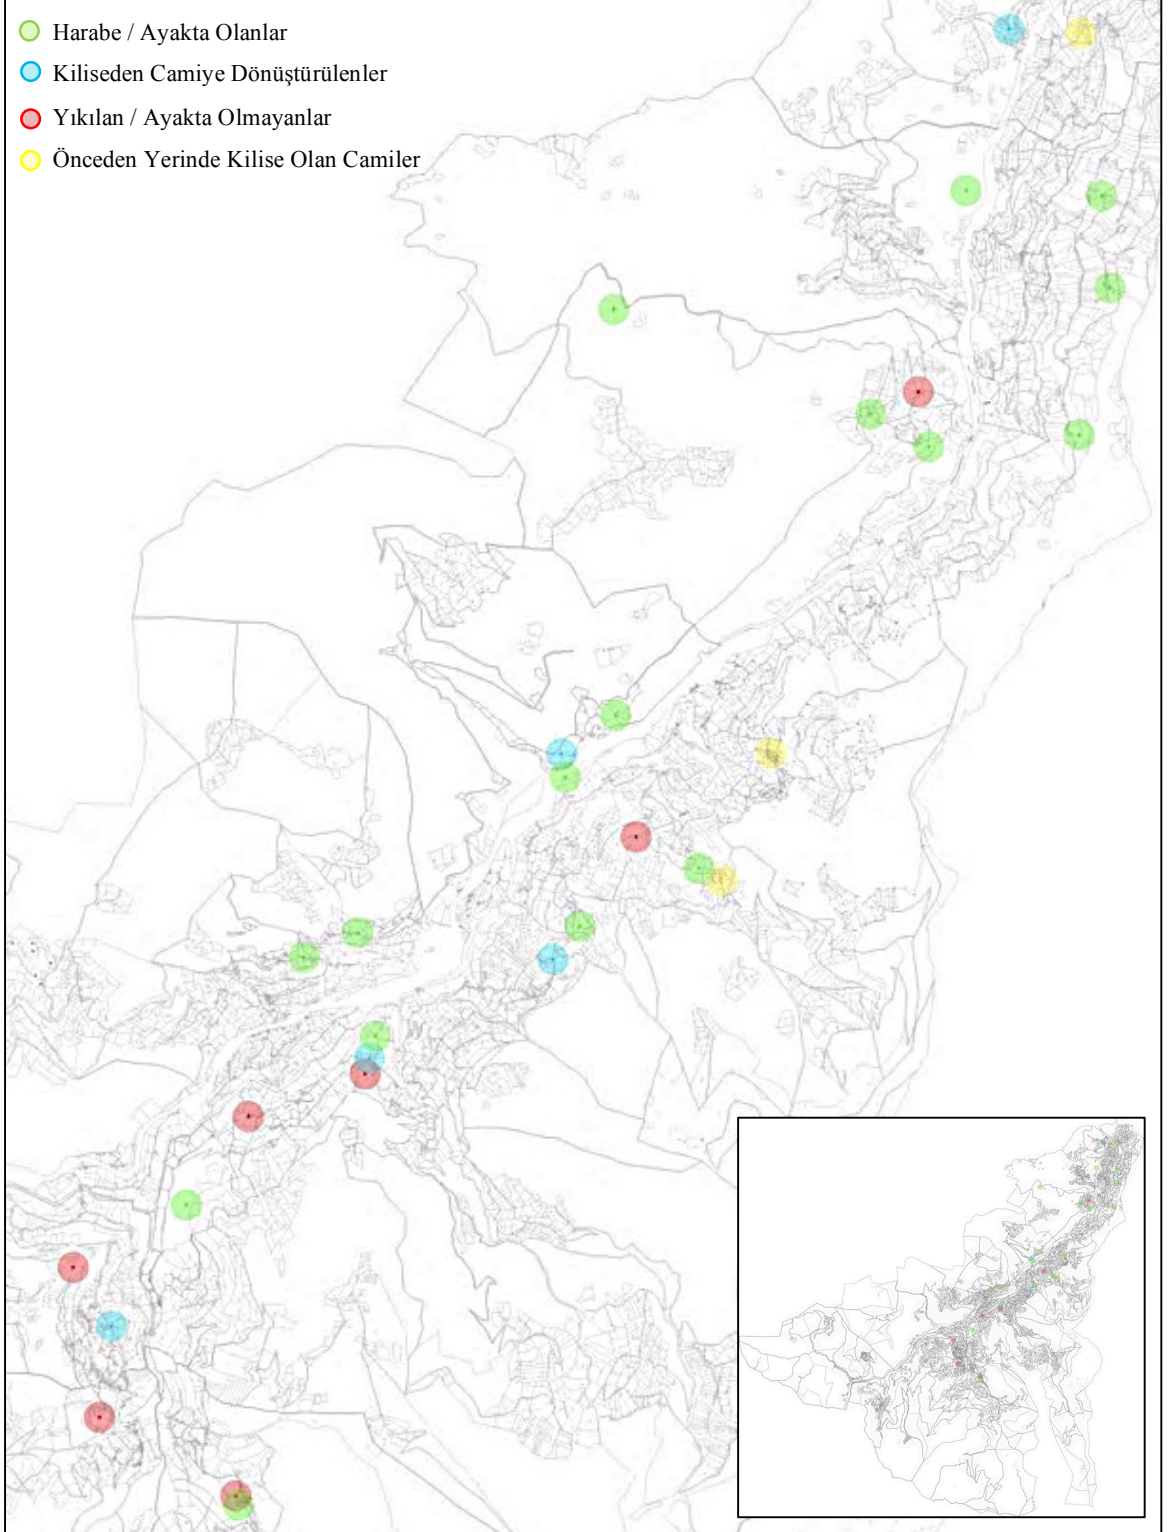 Harabe / Ayakta Olanlar
Kiliseden Camiye Dönüştürülenler
Yıkılan / Ayakta Olmayanlar
Önceden Yerinde Kilise Olan Camiler